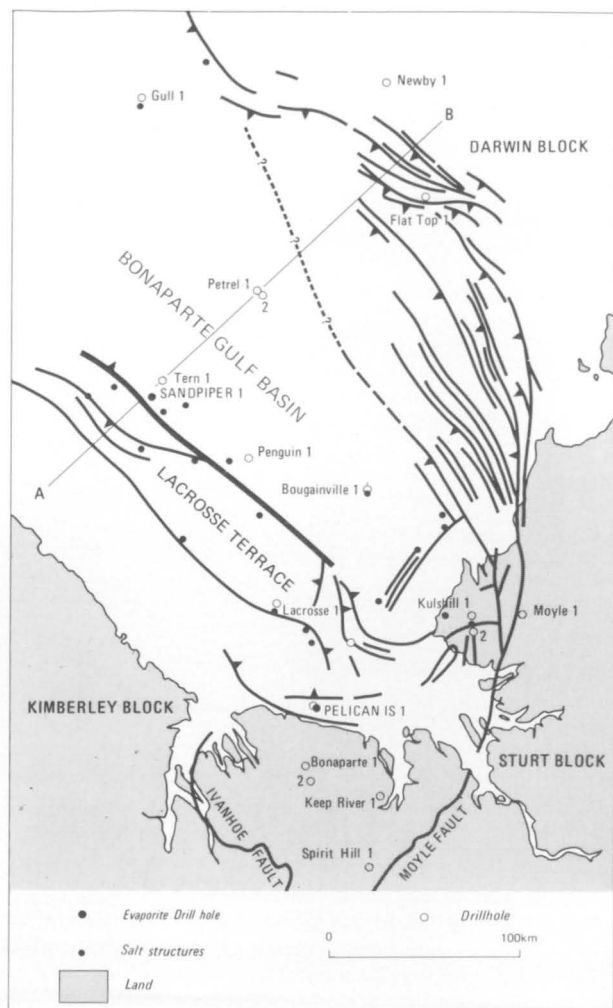 Newby 1
Gull 1
B
DARWIN BLOCK
?
Flat Top 1
?
BONAPARTE GULF BASIN
Petrel 1
2
?
Tern 1
SANDPIPER 1
Penguin 1
A
LACROSSE TERRACE
Bougainville 1
Lacrosse 1
Kulshill 1
2
Moyle 1
KIMBERLEY BLOCK
PELICAN IS 1
STURT BLOCK
Bonaparte 1
2
Keep River 1
IVANHOE FAULT
MOYLE FAULT
Spirit Hill 1
Evaporite Drill hole
Drillhole
Salt structures
0 100km
Land